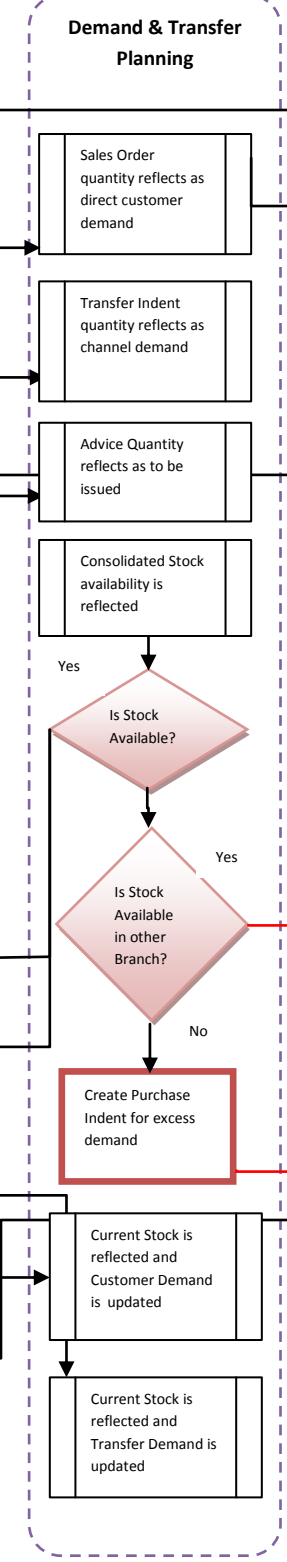 Demand & Transfer
Planning
Sales Order
quantity reflects as
direct customer
demand
Transfer Indent
quantity reflects as
channel demand
Advice Quantity
reflects as to be
issued
Consolidated Stock
availability is
reflected
Yes
Is Stock
Available?
Yes
Is Stock
Available
in other
Branch?
No
Create Purchase
Indent for excess
demand
Current Stock is
reflected and
Customer Demand
is updated
Current Stock is
reflected and
Transfer Demand is
updated